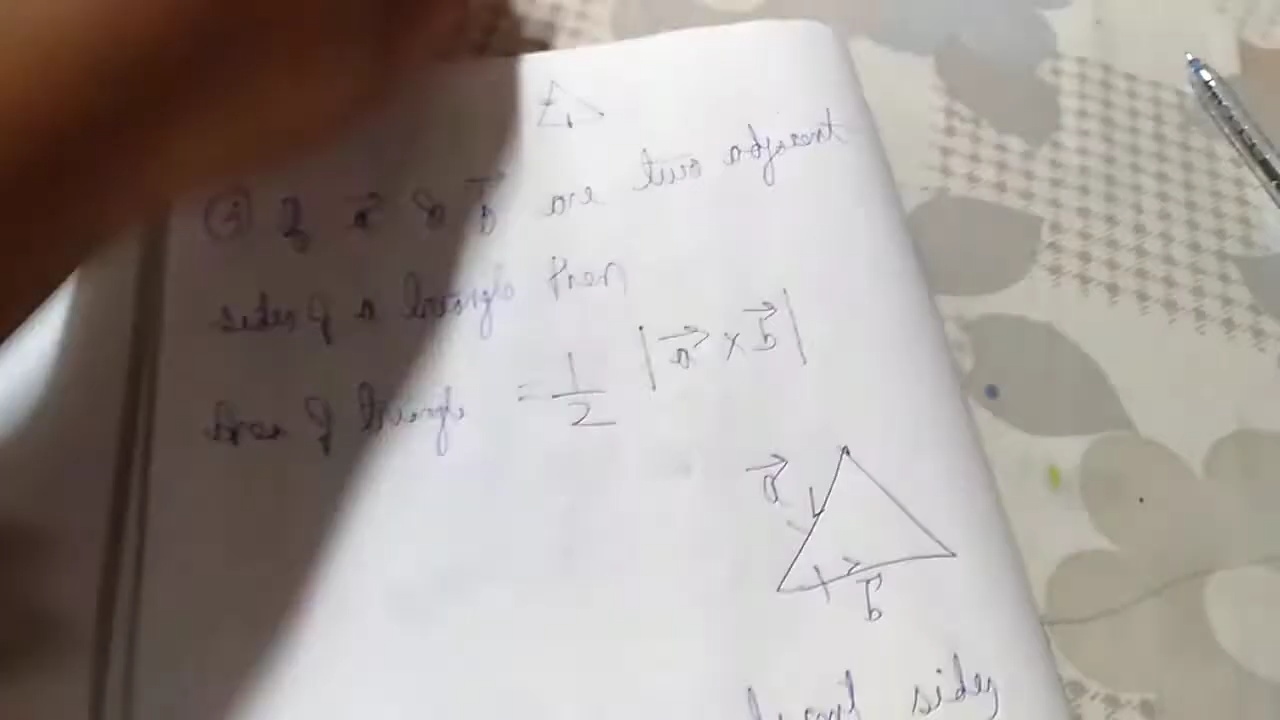 (i) If a⃗ & b⃗ are two adjacent
sides of a triangle then
Area of triangle = 1/2 |a⃗ × b⃗|
a⃗
b⃗
sides